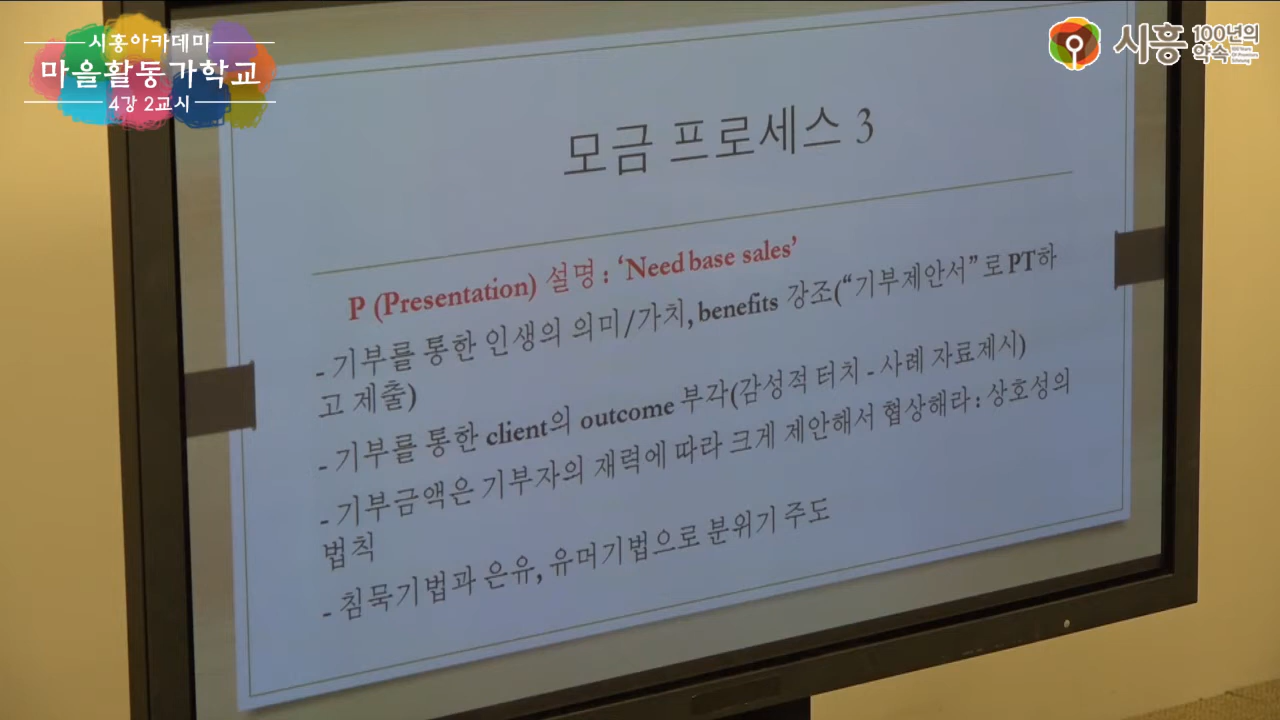 시흥아카데미
마을활동가학교
4강 2교시
시흥 100년의
약속
모금 프로세스 3
P (Presentation) 설명 : ‘Need base sales’
- 기부를 통한 인생의 의미/가치, benefits 강조(“기부제안서”로 PT하
고 제출)
- 기부를 통한 client의 outcome 부각(감성적 터치 - 사례 자료제시)
- 기부금액은 기부자의 재력에 따라 크게 제안해서 협상해라 : 상호성의
법칙
- 침묵기법과 은유, 유머기법으로 분위기 주도